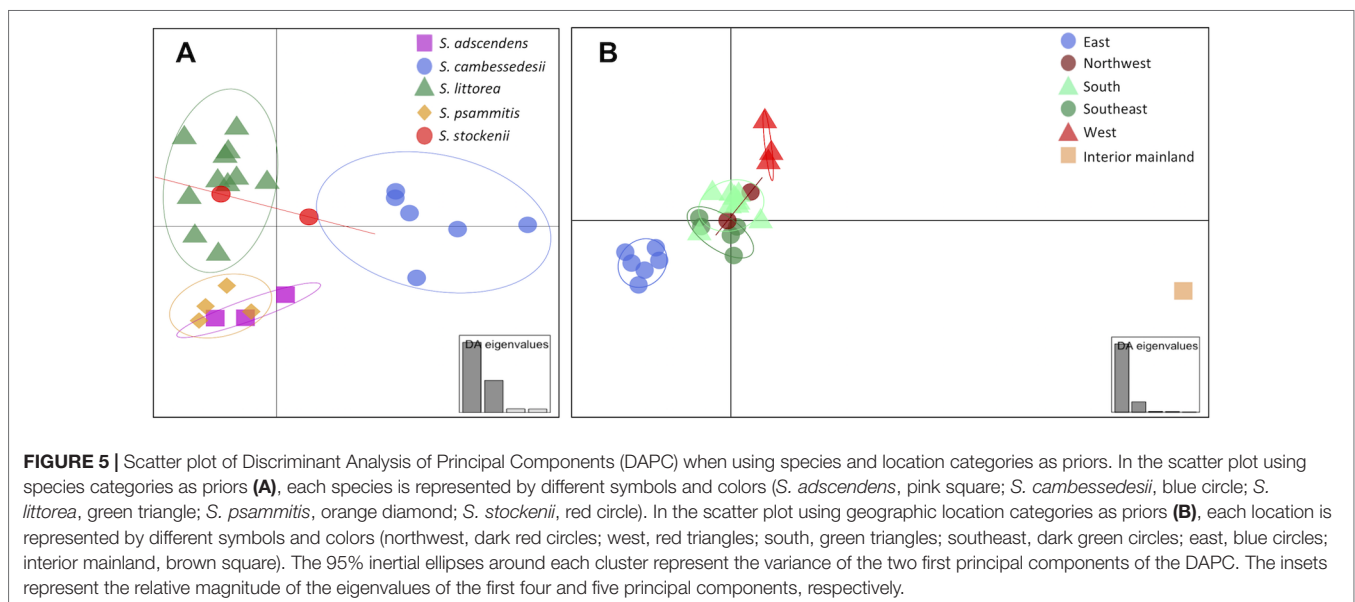 A
S. adscendens
S. cambessedesii
S. littorea
S. psammitis
S. stockenii
DA eigenvalues
B
East
Northwest
South
Southeast
West
Interior mainland
DA eigenvalues
FIGURE 5 | Scatter plot of Discriminant Analysis of Principal Components (DAPC) when using species and location categories as priors. In the scatter plot using
species categories as priors (A), each species is represented by different symbols and colors (S. adscendens, pink square; S. cambessedesii, blue circle; S.
littorea, green triangle; S. psammitis, orange diamond; S. stockenii, red circle). In the scatter plot using geographic location categories as priors (B), each location is
represented by different symbols and colors (northwest, dark red circles; west, red triangles; south, green triangles; southeast, dark green circles; east, blue circles;
interior mainland, brown square). The 95% inertial ellipses around each cluster represent the variance of the two first principal components of the DAPC. The insets
represent the relative magnitude of the eigenvalues of the first four and five principal components, respectively.